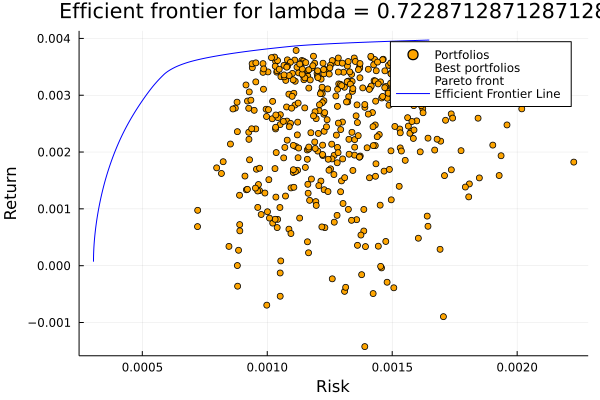 Efficient frontier for lambda = 0.7228712871287128
0.004
Portfolios
Best portfolios
Pareto front
Efficient Frontier Line
0.003
0.002
0.001
0.000
−0.001
Return
0.0005
0.0010
0.0015
0.0020
Risk